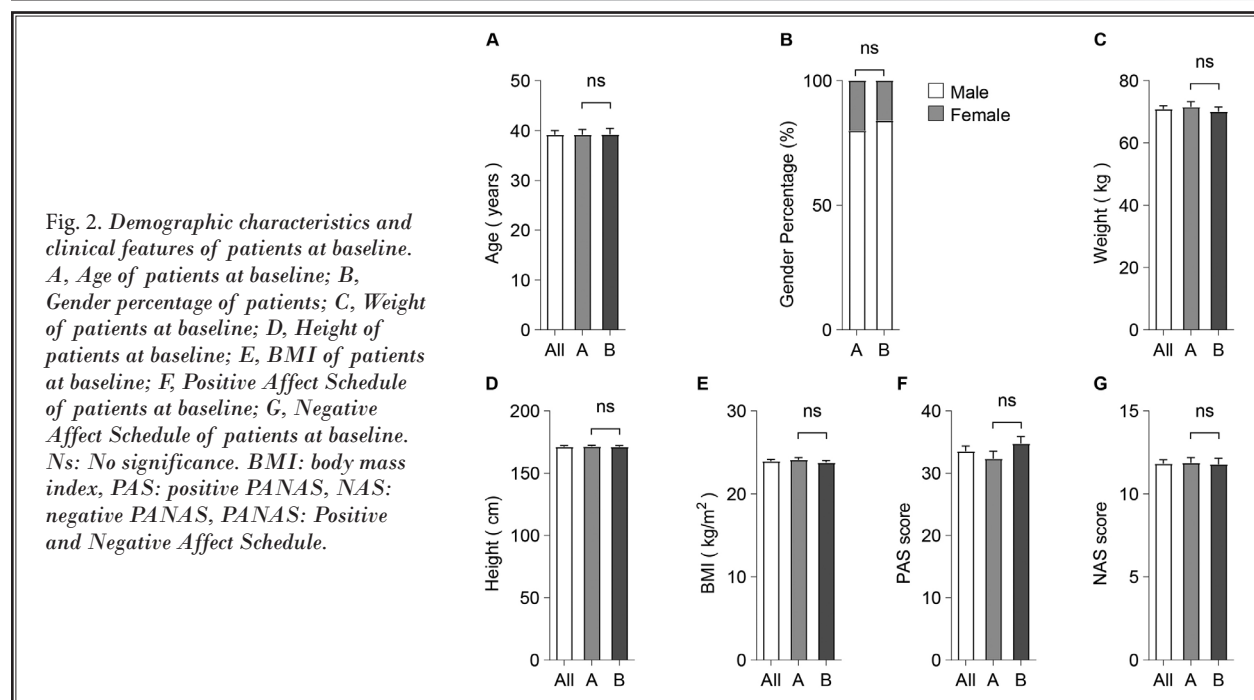 Fig. 2. Demographic characteristics and
clinical features of patients at baseline.
A, Age of patients at baseline; B,
Gender percentage of patients; C, Weight
of patients at baseline; D, Height of
patients at baseline; E, BMI of patients
at baseline; F, Positive Affect Schedule
of patients at baseline; G, Negative
Affect Schedule of patients at baseline.
Ns: No significance. BMI: body mass
index, PAS: positive PANAS, NAS:
negative PANAS, PANAS: Positive
and Negative Affect Schedule.
A
ns
Age ( years )
50
40
30
20
10
0
All A B
B
ns
Gender Percentage (%)
100
50
0
A B
Male
Female
C
ns
Weight ( kg )
80
60
40
20
0
All A B
D
ns
Height ( cm)
200
150
100
50
0
All A B
E
ns
BMI ( kg/m²)
30
20
10
0
All A B
F
ns
PAS score
40
30
20
10
0
All A B
G
ns
NAS score
15
10
5
0
All A B